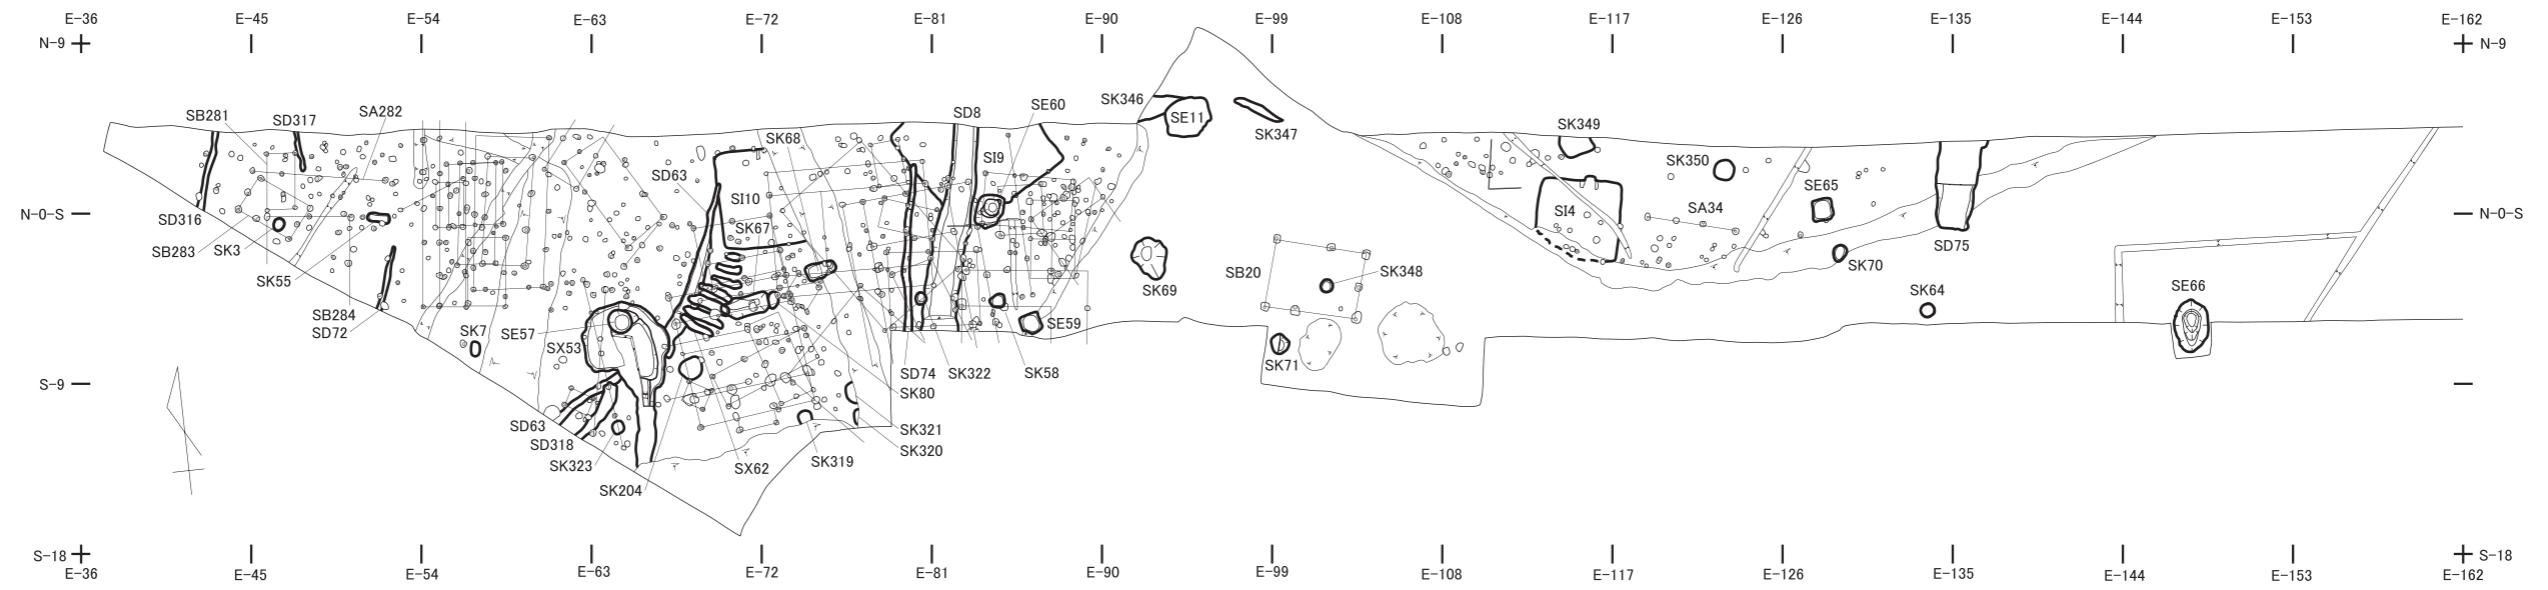 E-36 E-45 E-54 E-63 E-72 E-81 E-90 E-99 E-108 E-117 E-126 E-135 E-144 E-153 E-162
N-9 N-9
SK346
SE11
SK347
SB281
SD317
SA282
SD8
SE60
SK68
SK349
SI9
SK350
SD63
SE65
SI10
SI4
SA34
SD316
N-0-S N-0-S
SK67
SB283
SK3
SD75
SK55
SB20
SK348
SK70
SK69
SE66
SK64
SB284
SD72
SK7
SE57
SE59
SX53
SK71
SD74
SK322
SK58
S-9
SK80
SD63
SK321
SD318
SK320
SK323
SX62
SK319
SK204
S-18 S-18
E-36 E-45 E-54 E-63 E-72 E-81 E-90 E-99 E-108 E-117 E-126 E-135 E-144 E-153 E-162